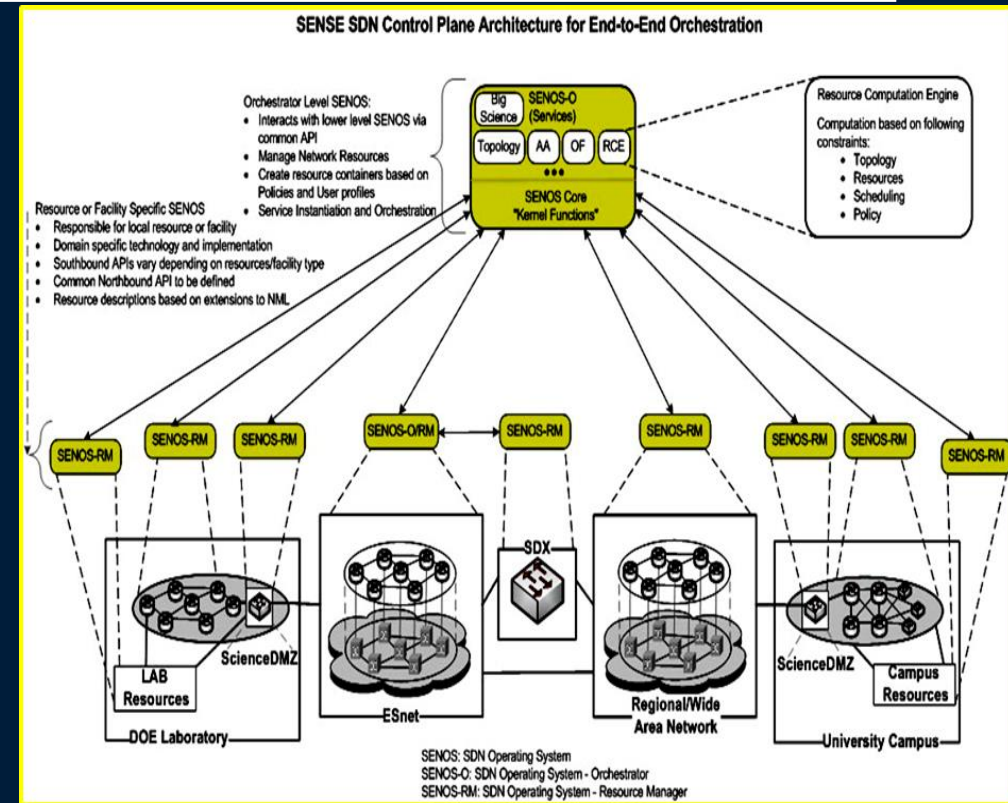 SENSE SDN Control Plane Architecture for End-to-End Orchestration
Orchestrator Level SENOS:
• Interacts with lower level SENOS via
common API
• Manage Network Resources
• Create resource containers based on
Policies and User profiles
• Service Instantiation and Orchestration
Big
Science
SENOS-O
(Services)
Topology
AA
OF
RCE
•••
SENOS Core
"Kernel Functions"
Resource Computation Engine
Computation based on following
constraints:
• Topology
• Resources
• Scheduling
• Policy
Resource or Facility Specific SENOS
• Responsible for local resource or facility
• Domain specific technology and implementation
• Southbound APIs vary depending on resources/facility type
• Common Northbound API to be defined
• Resource descriptions based on extensions to NML
SENOS-RM
SENOS-RM
SENOS-RM
SENOS-O/RM
SENOS-RM
SENOS-RM
SENOS-RM
SENOS-RM
SENOS-RM
SDX
ScienceDMZ
LAB
Resources
DOE Laboratory
ESnet
Regional/Wide
Area Network
ScienceDMZ
Campus
Resources
University Campus
SENOS: SDN Operating System
SENOS-O: SDN Operating System - Orchestrator
SENOS-RM: SDN Operating System - Resource Manager